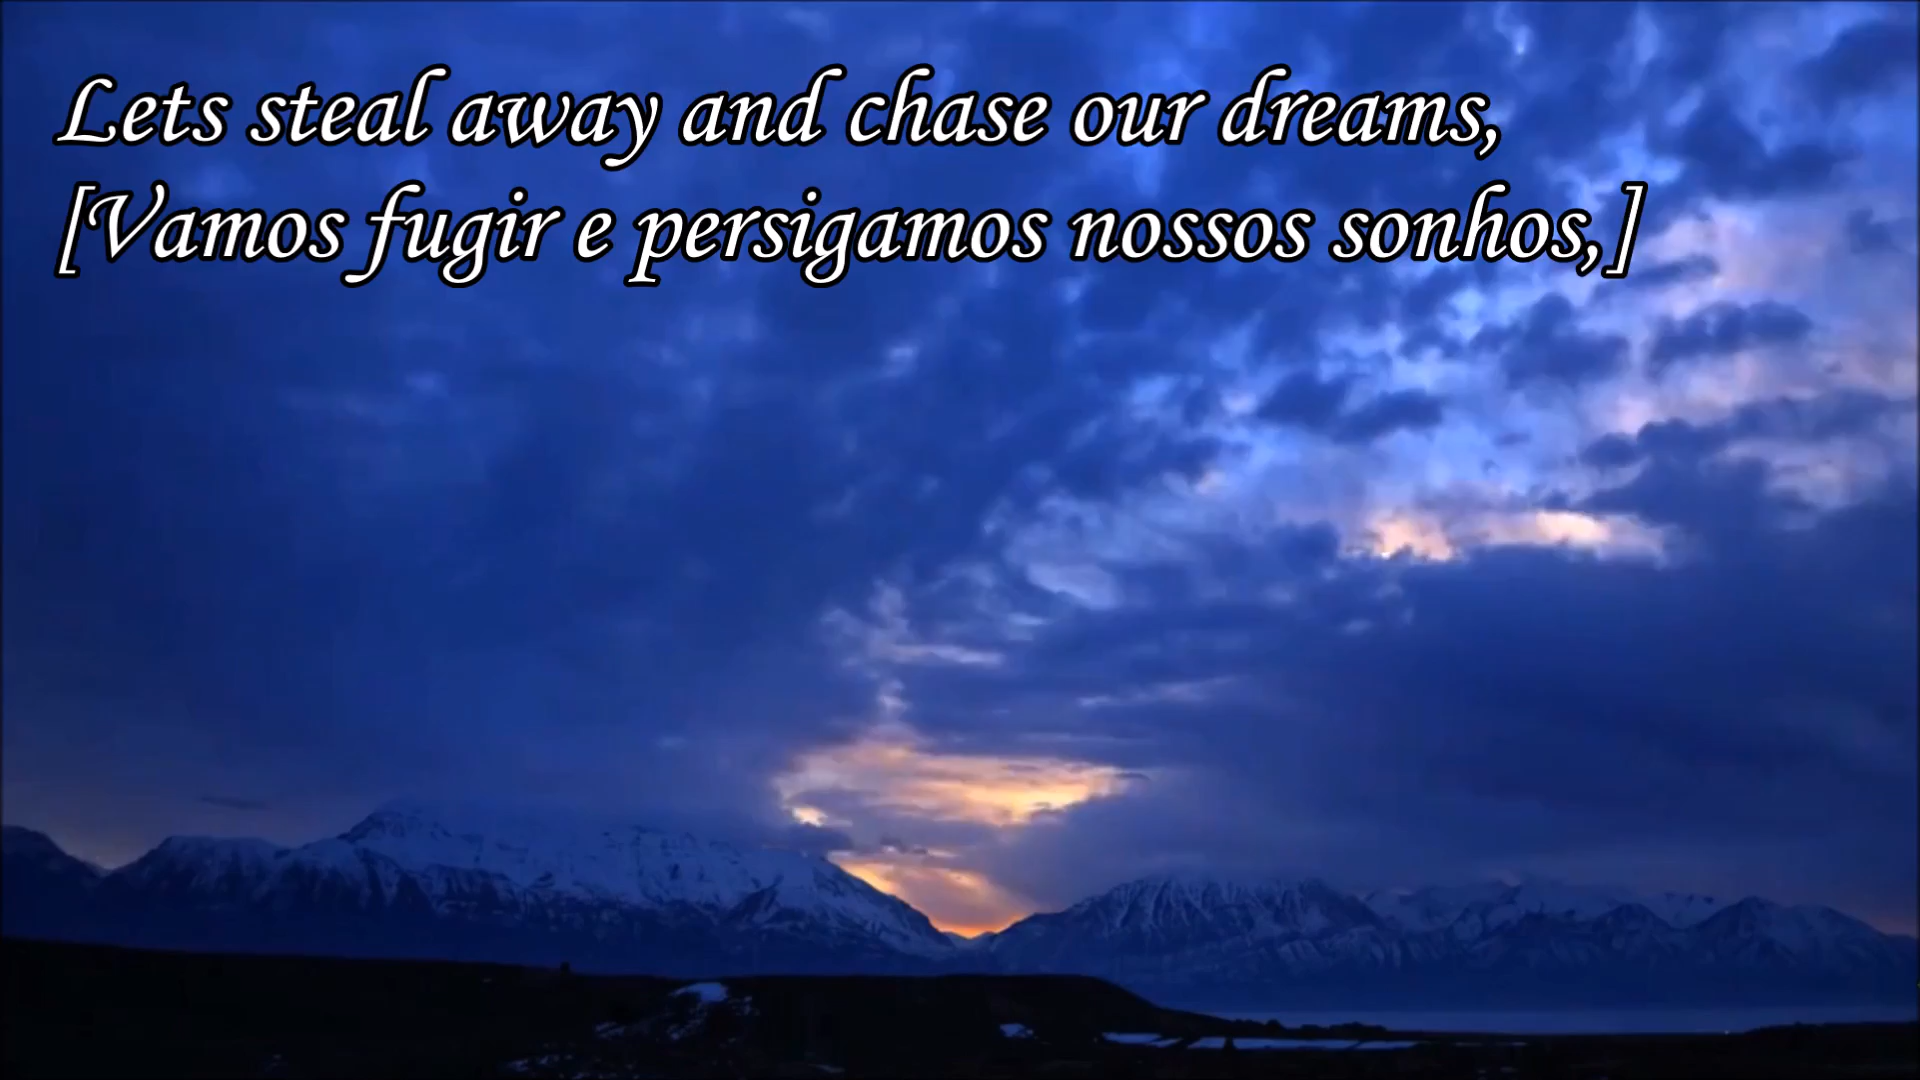 Lets steal away and chase our dreams,
[Vamos fugir e persigamos nossos sonhos,]